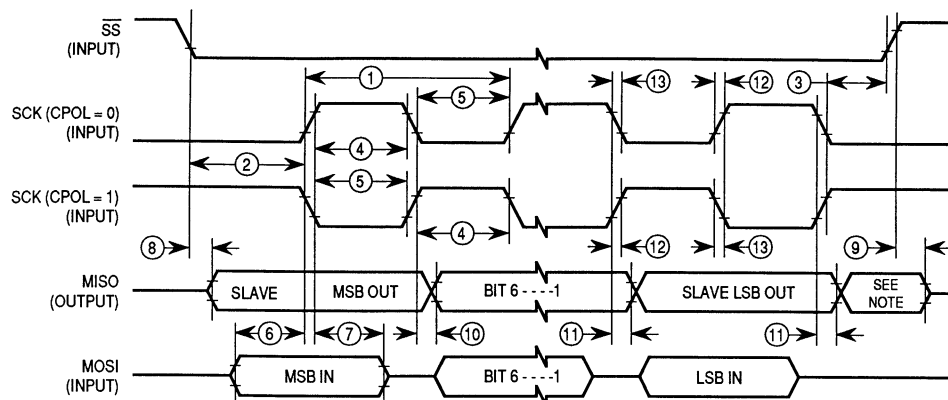 SS
(INPUT)
1
13
12
3
5
SCK (CPOL = 0)
(INPUT)
4
2
5
SCK (CPOL = 1)
(INPUT)
4
12
13
8
9
MISO
(OUTPUT)
SLAVE
MSB OUT
BIT 6 - - - - 1
SLAVE LSB OUT
SEE
NOTE
6
7
10
11
11
MOSI
(INPUT)
MSB IN
BIT 6 - - - - 1
LSB IN